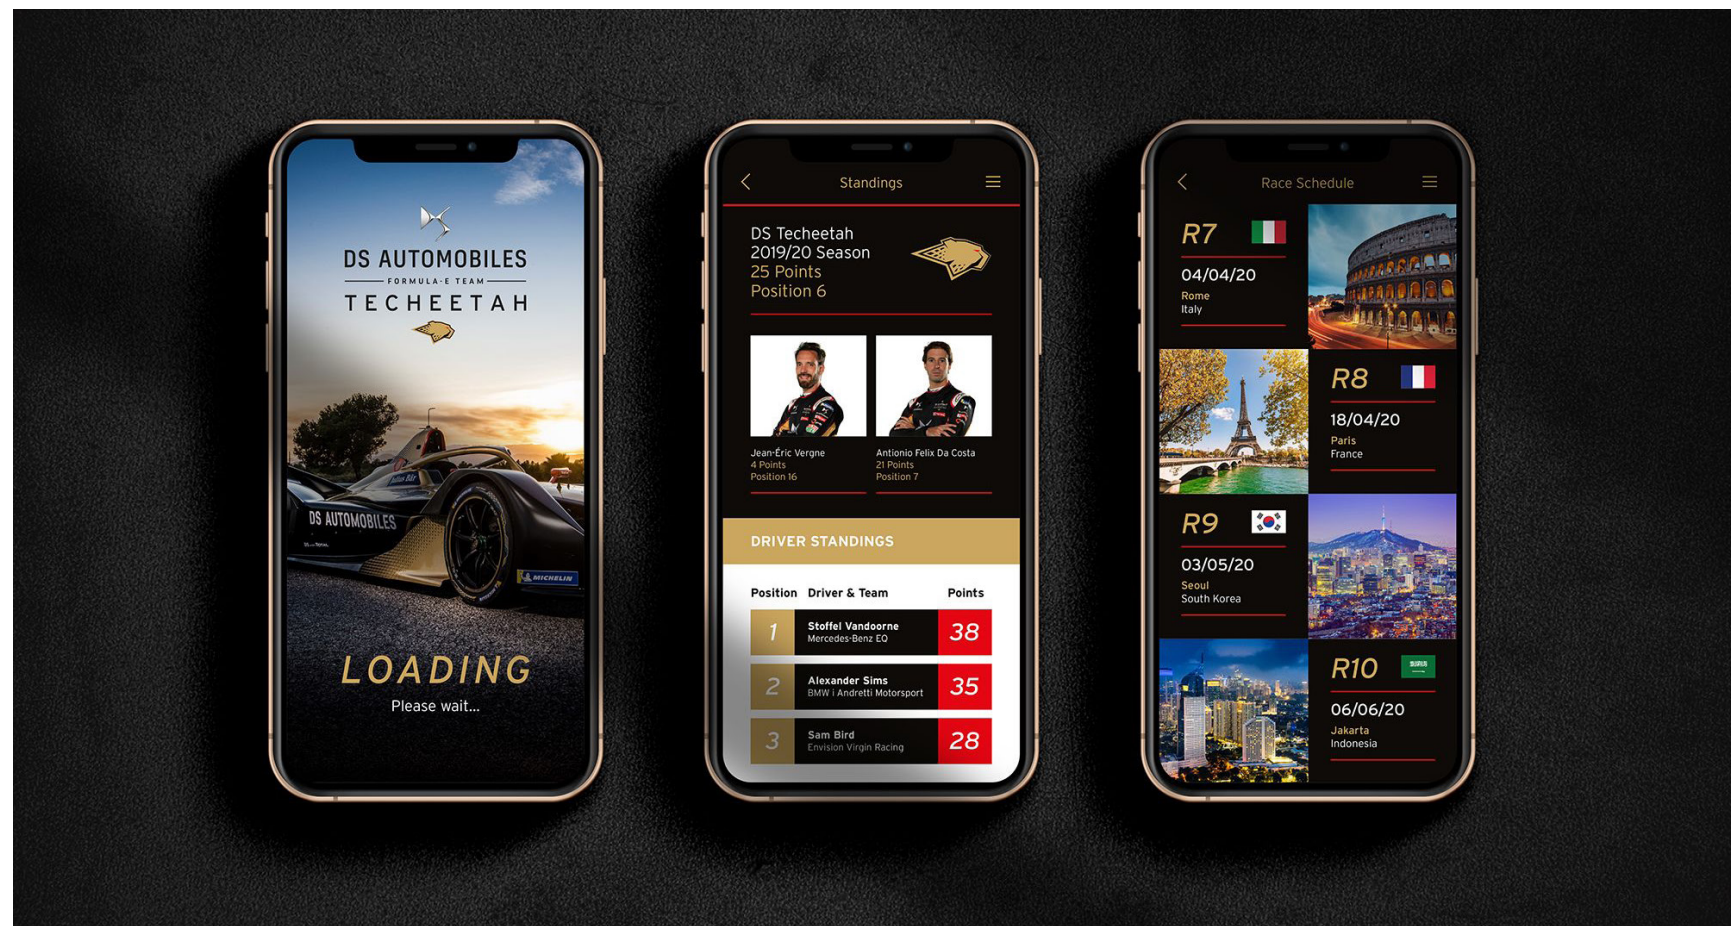 DS AUTOMOBILES
FORMULA-E TEAM
TECHEETAH
DS AUTOMOBILES
MICHELIN
LOADING
Please wait...
Standings
DS Techeetah
2019/20 Season
25 Points
Position 6
Jean-Éric Vergne
4 Points
Position 16
Antionio Felix Da Costa
21 Points
Position 7
DRIVER STANDINGS
Position Driver & Team Points
1 Stoffel Vandoorne 38
Mercedes-Benz EQ
2 Alexander Sims 35
BMW i Andretti Motorsport
3 Sam Bird 28
Envision Virgin Racing
Race Schedule
R7
04/04/20
Rome
Italy
R8
18/04/20
Paris
France
R9
03/05/20
Seoul
South Korea
R10
06/06/20
Jakarta
Indonesia